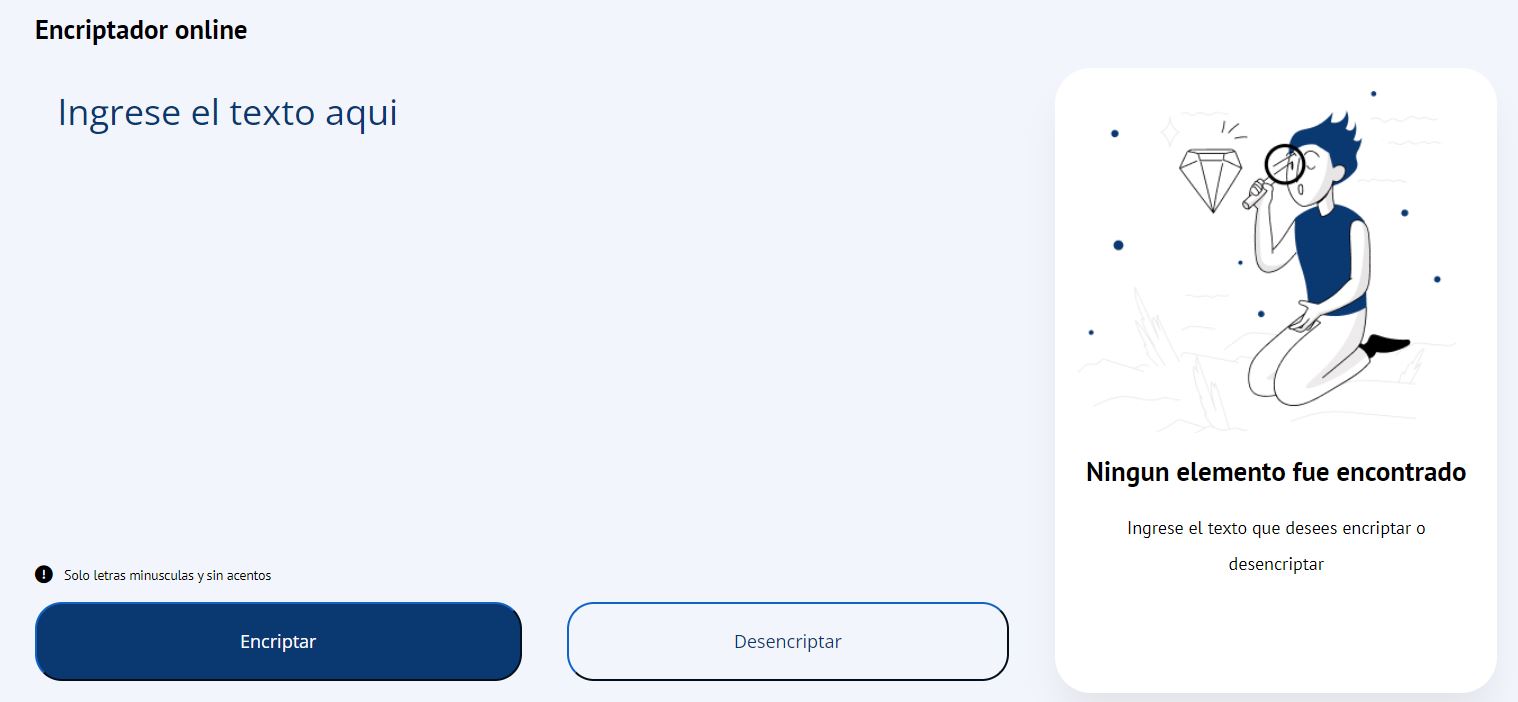 Encriptador online
Ingrese el texto aqui
Solo letras minusculas y sin acentos
Encriptar
Desencriptar
Ningun elemento fue encontrado
Ingrese el texto que desees encriptar o
desencriptar